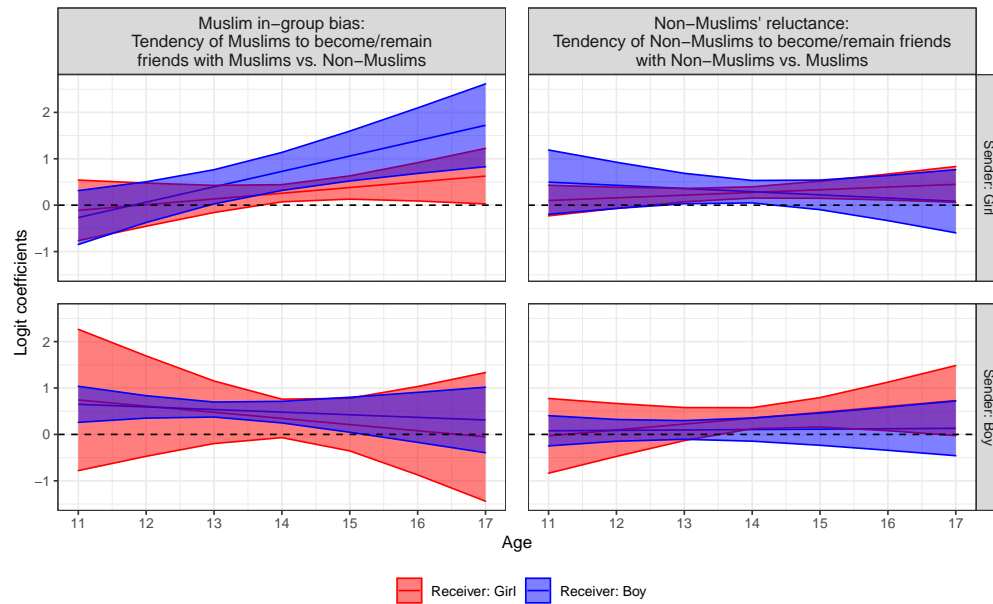 Muslim in−group bias:
Tendency of Muslims to become/remain
friends with Muslims vs. Non−Muslims
Non−Muslims' reluctance:
Tendency of Non−Muslims to become/remain friends
with Non−Muslims vs. Muslims
2
1
0
−1
Sender: Girl
2
1
0
−1
Sender: Boy
Logit coefficients
11 12 13 14 15 16 17
11 12 13 14 15 16 17
Age
Receiver: Girl
Receiver: Boy